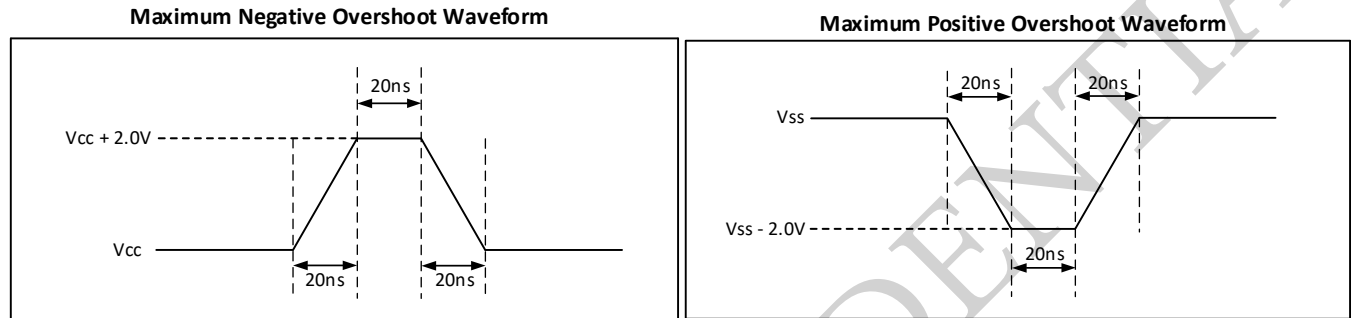 Maximum Negative Overshoot Waveform
20ns
Vcc + 2.0V
Vcc
20ns
20ns
Maximum Positive Overshoot Waveform
20ns
20ns
Vss
Vss - 2.0V
20ns
DENTIA